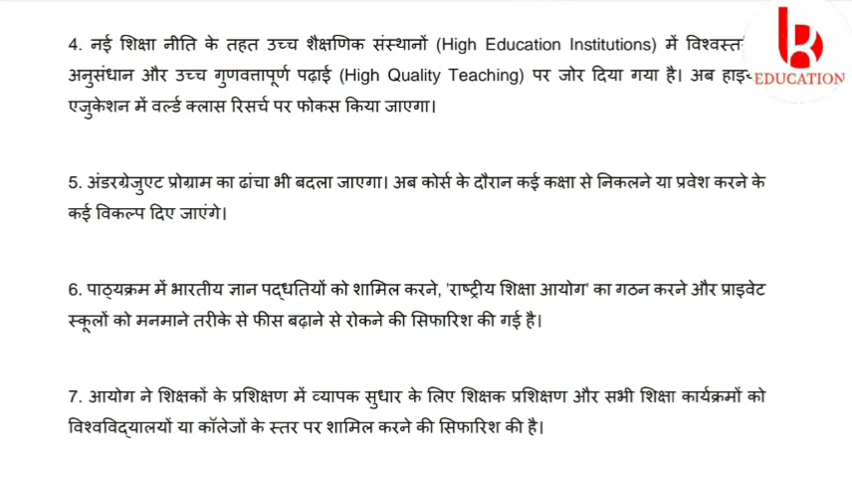 4. नई शिक्षा नीति के तहत उच्च शैक्षणिक संस्थानों (High Education Institutions) में
अनुसंधान और उच्च गुणवत्तापूर्ण पढ़ाई (High Quality Teaching) पर जोर दिया गया है। अब
EDUCATION
एजुकेशन में वर्ल्ड क्लास रिसर्च पर फोकस किया जाएगा।
5. अंडरग्रेजुएट प्रोग्राम का ढांचा भी बदला जाएगा। अब कोर्स के दौरान कई कक्षा से निकलने या प्रवेश करने के
कई विकल्प दिए जाएंगे।
6. पाठ्यक्रम में भारतीय ज्ञान पद्धतियों को शामिल करने, 'राष्ट्रीय शिक्षा आयोग' का गठन करने और प्राइवेट
स्कूलों को मनमाने तरीके से फीस बढ़ाने से रोकने की सिफारिश की गई है।
7. आयोग ने शिक्षकों के प्रशिक्षण में व्यापक सुधार के लिए शिक्षक प्रशिक्षण और सभी शिक्षा कार्यक्रमों को
विश्वविद्यालयों या कॉलेजों के स्तर पर शामिल करने की सिफारिश की है।